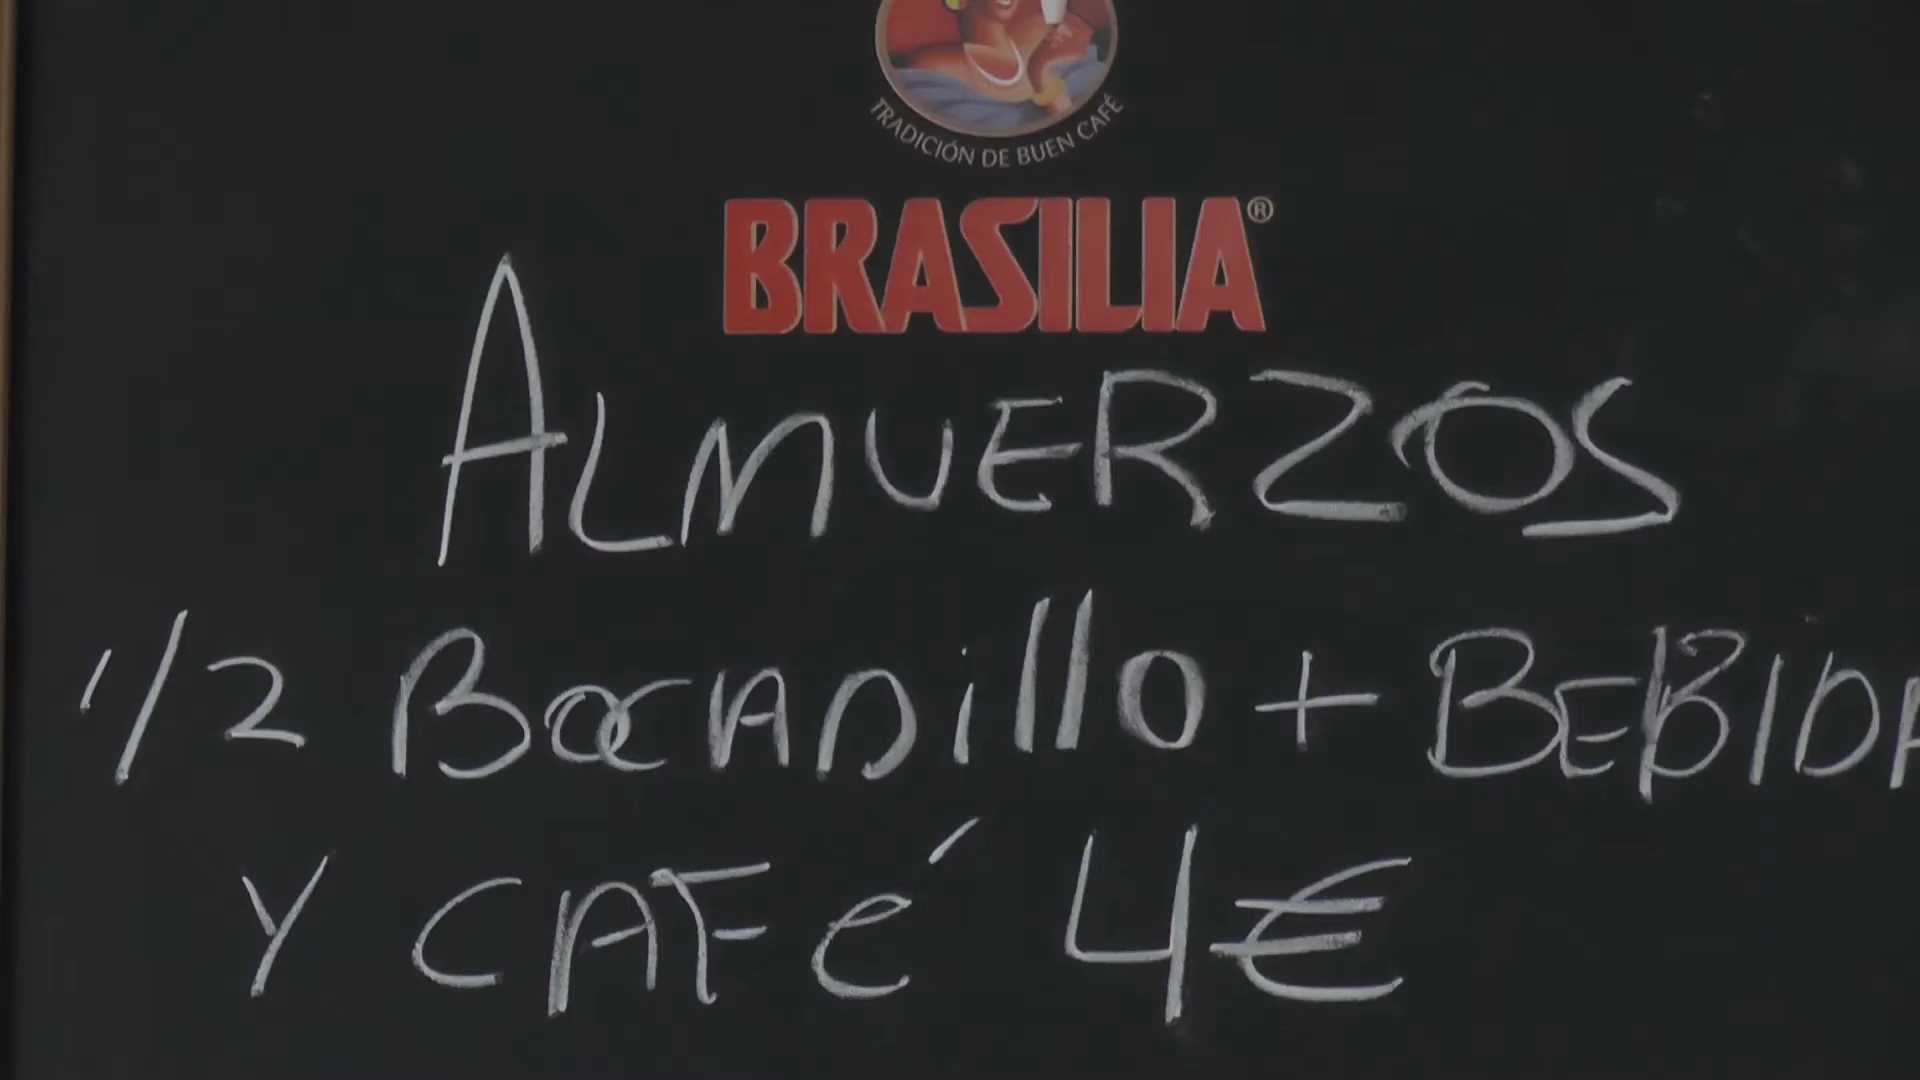 TRADICIÓN DE BUEN CAFÉ
BRASILIA®
ALMUERZOS
1/2 BOCADillo + BEBIDA
Y CAFé 4€